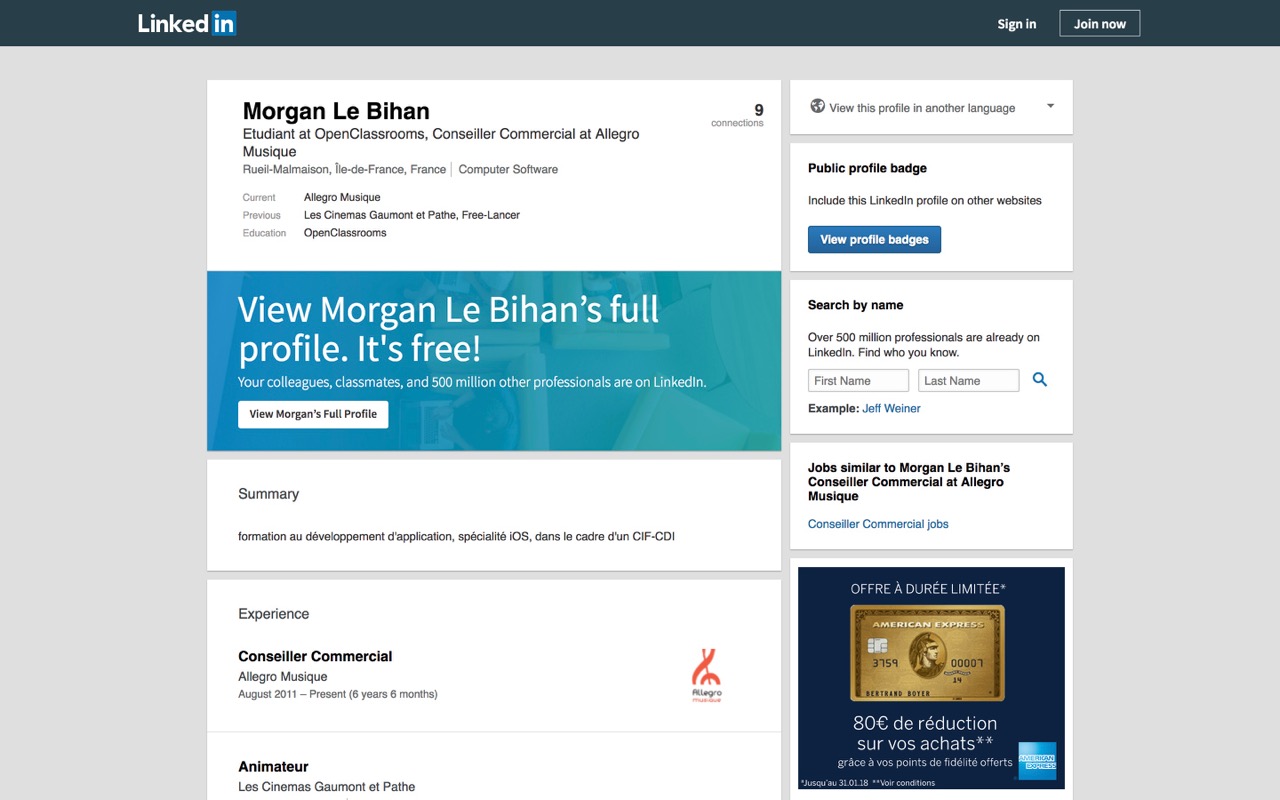 Linked in
Sign in
Join now
Morgan Le Bihan
9
connections
Etudiant at OpenClassrooms, Conseiller Commercial at Allegro
Musique
Rueil-Malmaison, Île-de-France, France | Computer Software
Current Allegro Musique
Previous Les Cinemas Gaumont et Pathe, Free-Lancer
Education OpenClassrooms
View Morgan Le Bihan’s full
profile. It's free!
Your colleagues, classmates, and 500 million other professionals are on LinkedIn.
View Morgan’s Full Profile
Summary
formation au développement d'application, spécialité iOS, dans le cadre d'un CIF-CDI
Experience
Conseiller Commercial
Allegro Musique
August 2011 – Present (6 years 6 months)
Allegro
musique
Animateur
Les Cinemas Gaumont et Pathe
View this profile in another language
Public profile badge
Include this LinkedIn profile on other websites
View profile badges
Search by name
Over 500 million professionals are already on
LinkedIn. Find who you know.
First Name
Last Name
Example: Jeff Weiner
Jobs similar to Morgan Le Bihan’s
Conseiller Commercial at Allegro
Musique
Conseiller Commercial jobs
OFFRE À DURÉE LIMITÉE*
AMERICAN EXPRESS
3759 00007
14
BERTRAND BOYER
80€ de réduction
sur vos achats**
grâce à vos points de fidélité offerts
AMERICAN
EXPRESS
*Jusqu'au 31.01.18 **Voir conditions